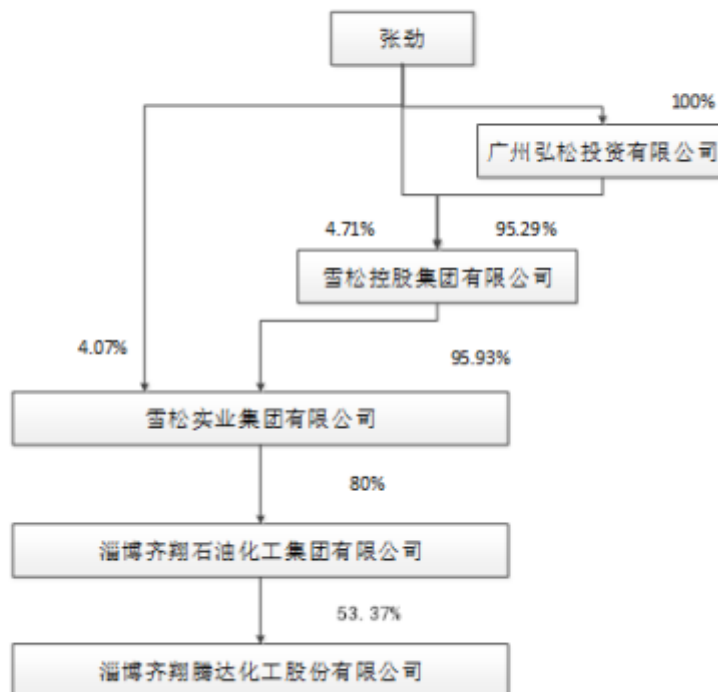 张劲
100%
广州弘松投资有限公司
4.71%
95.29%
雪松控股集团有限公司
4.07%
95.93%
雪松实业集团有限公司
80%
淄博齐翔石油化工集团有限公司
53.37%
淄博齐翔腾达化工股份有限公司